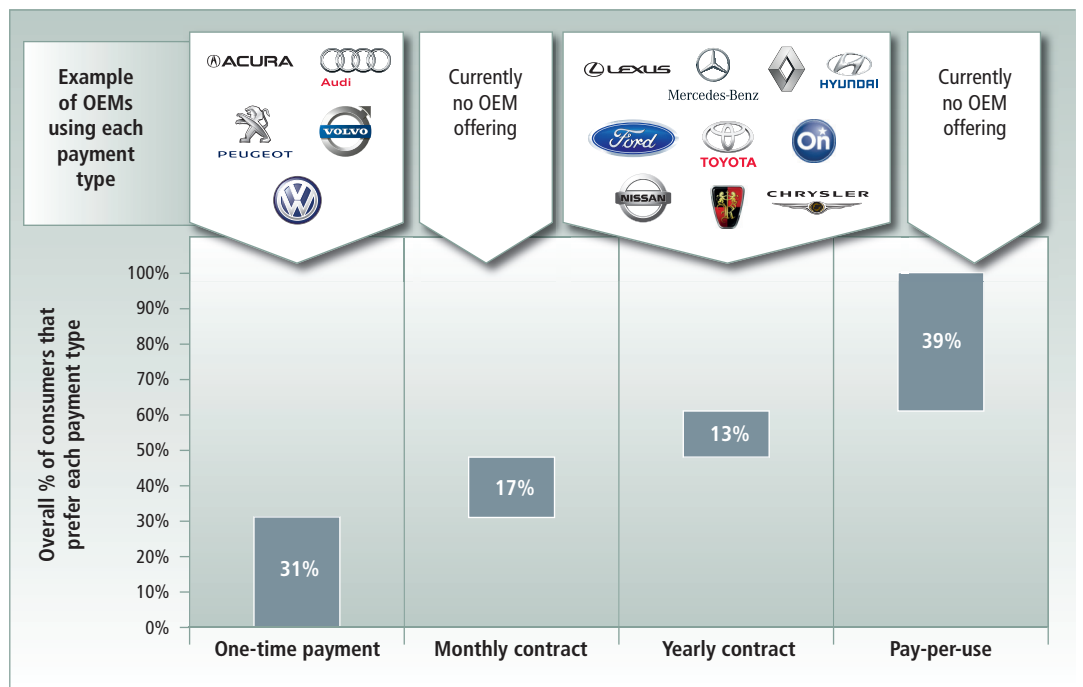 Example
of OEMs
using each
payment
type
ACURA
Audi
PEUGEOT
VOLVO
VW
Currently
no OEM
offering
LEXUS
Mercedes-Benz
HYUNDAI
Ford
TOYOTA
On
NISSAN
R
CHRYSLER
Currently
no OEM
offering
Overall % of consumers that
prefer each payment type
100%
90%
80%
70%
60%
50%
40%
30%
20%
10%
0%
31%
17%
13%
39%
One-time payment
Monthly contract
Yearly contract
Pay-per-use